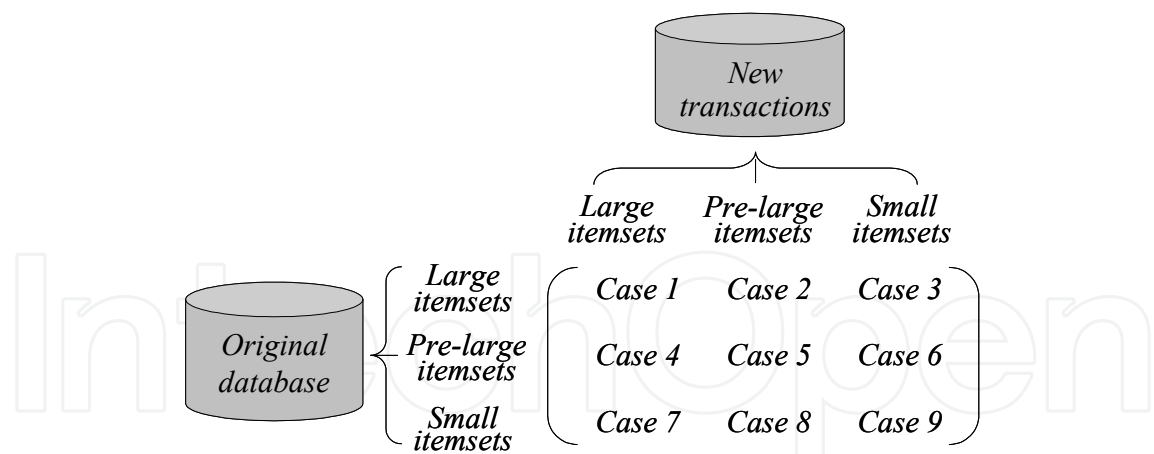 New
transactions
Large
itemsets
Pre-large
itemsets
Small
itemsets
Original
database
Large
itemsets
Pre-large
itemsets
Small
itemsets
Case 1 Case 2 Case 3
Case 4 Case 5 Case 6
Case 7 Case 8 Case 9
IntechOpen